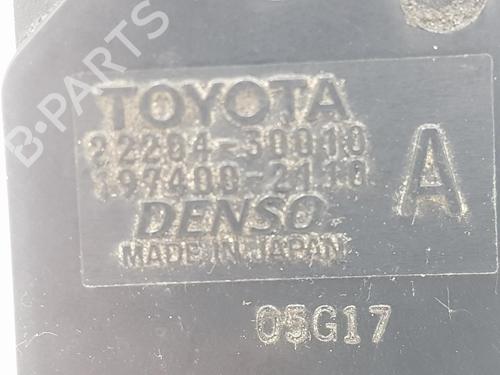 B-PARTS
TOYOTA
22204-30010
197400-2110
DENSO
MADE IN JAPAN
A
05G17